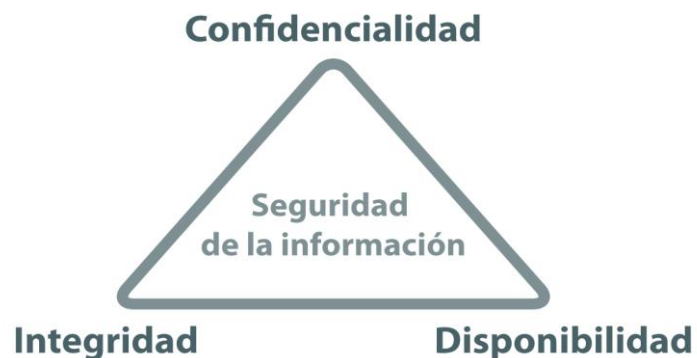 Confidencialidad
Seguridad
de la información
Integridad
Disponibilidad